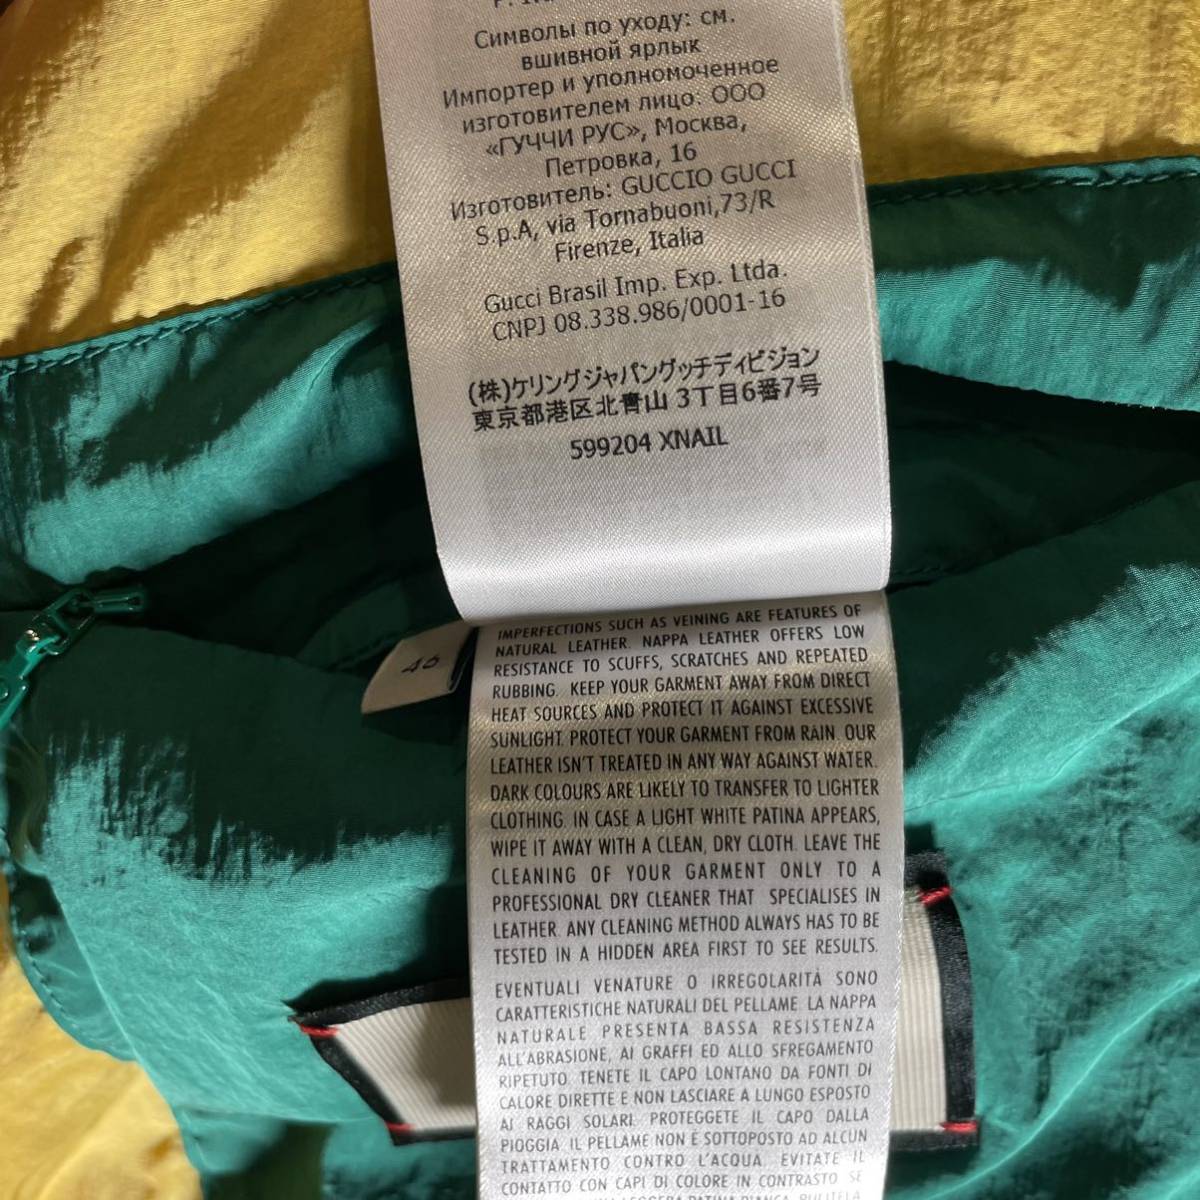 Символы по уходу: см.
вшивной ярлык
Импортер и уполномоченное
изготовителем лицо: ООО
«ГУЧЧИ РУС», Москва,
Петровка, 16
Изготовитель: GUCCIO GUCCI
S.p.A, via Tornabuoni,73/R
Firenze, Italia
Gucci Brasil Imp. Exp. Ltda.
CNPJ 08.338.986/0001-16
(株)ケリングジャパングッチディビジョン
東京都港区北青山 3丁目6番7号
599204 XNAIL
46
IMPERFECTIONS SUCH AS VEINING ARE FEATURES OF
NATURAL LEATHER. NAPPA LEATHER OFFERS LOW
RESISTANCE TO SCUFFS, SCRATCHES AND REPEATED
RUBBING. KEEP YOUR GARMENT AWAY FROM DIRECT
HEAT SOURCES AND PROTECT IT AGAINST EXCESSIVE
SUNLIGHT. PROTECT YOUR GARMENT FROM RAIN. OUR
LEATHER ISN'T TREATED IN ANY WAY AGAINST WATER.
DARK COLOURS ARE LIKELY TO TRANSFER TO LIGHTER
CLOTHING. IN CASE A LIGHT WHITE PATINA APPEARS,
WIPE IT AWAY WITH A CLEAN, DRY CLOTH. LEAVE THE
CLEANING OF YOUR GARMENT ONLY TO A
PROFESSIONAL DRY CLEANER THAT SPECIALISES IN
LEATHER. ANY CLEANING METHOD ALWAYS HAS TO BE
TESTED IN A HIDDEN AREA FIRST TO SEE RESULTS.
EVENTUALI VENATURE O IRREGOLARITÀ SONO
CARATTERISTICHE NATURALI DEL PELLAME. LA NAPPA
NATURALE PRESENTA BASSA RESISTENZA
ALL'ABRASIONE, AI GRAFFI ED ALLO SFREGAMENTO
RIPETUTO. TENETE IL CAPO LONTANO DA FONTI DI
CALORE DIRETTE E NON LASCIARE A LUNGO ESPOSTO
AI RAGGI SOLARI. PROTEGGETE IL CAPO DALLA
PIOGGIA. IL PELLAME NON È SOTTOPOSTO AD ALCUN
TRATTAMENTO CONTRO L'ACQUA. EVITATE IL
CONTATTO CON CAPI DI COLORE IN CONTRASTO. SE